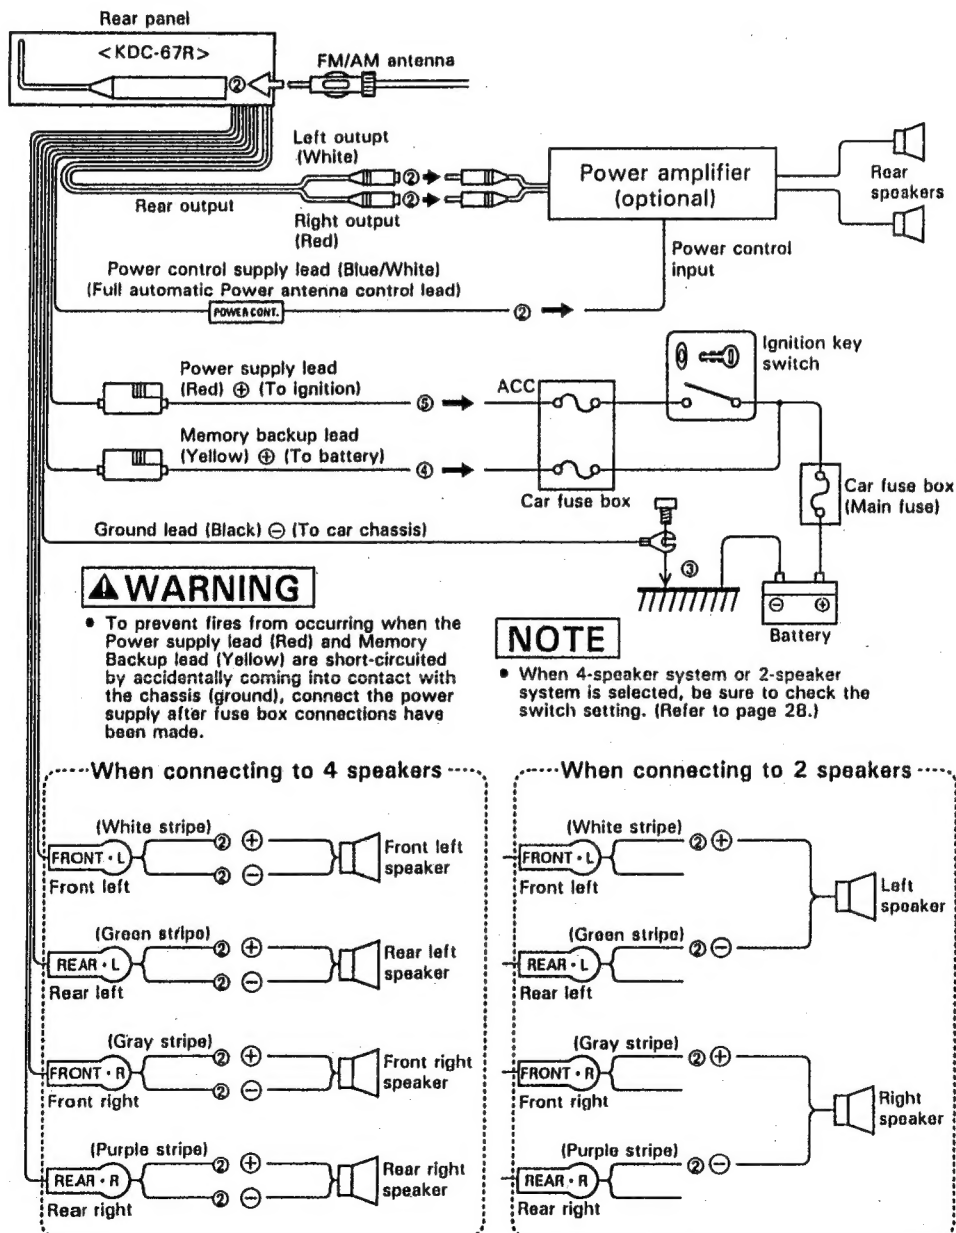 Rear panel
<KDC-67R>
②
FM/AM antenna
Left outupt
(White)
②
②
Rear output
Right output
(Red)
Power amplifier
(optional)
Rear
speakers
Power control
input
Power control supply lead (Blue/White)
(Full automatic Power antenna control lead)
POWER CONT.
②
Ignition key
switch
Power supply lead
(Red) ⊕ (To ignition)
⑤
ACC
Memory backup lead
(Yellow) ⊕ (To battery)
④
Car fuse box
Car fuse box
(Main fuse)
Ground lead (Black) ⊖ (To car chassis)
③
⊖ ⊕
Battery
WARNING
• To prevent fires from occurring when the
Power supply lead (Red) and Memory
Backup lead (Yellow) are short-circuited
by accidentally coming into contact with
the chassis (ground), connect the power
supply after fuse box connections have
been made.
NOTE
• When 4-speaker system or 2-speaker
system is selected, be sure to check the
switch setting. (Refer to page 28.)
When connecting to 4 speakers
(White stripe)
② ⊕
FRONT • L
② ⊖
Front left
Front left
speaker
(Green stripe)
② ⊕
REAR • L
② ⊖
Rear left
Rear left
speaker
(Gray stripe)
② ⊕
FRONT • R
② ⊖
Front right
Front right
speaker
(Purple stripe)
② ⊕
REAR • R
② ⊖
Rear right
Rear right
speaker
When connecting to 2 speakers
(White stripe)
② ⊕
FRONT • L
Front left
Left
speaker
(Green stripe)
② ⊖
REAR • L
Rear left
(Gray stripe)
② ⊕
FRONT • R
Front right
Right
speaker
(Purple stripe)
② ⊖
REAR • R
Rear right